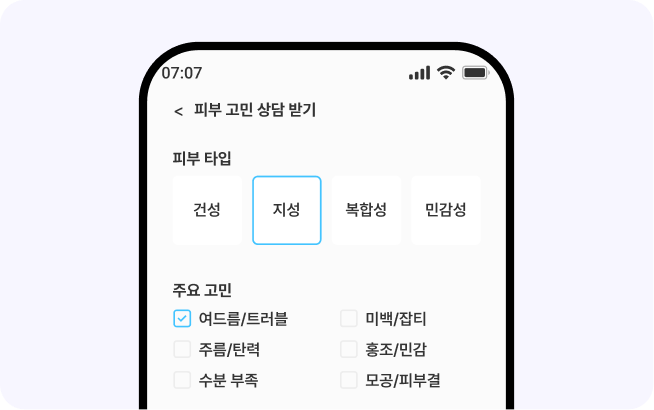 07:07
< 피부 고민 상담 받기
피부 타입
건성 지성 복합성 민감성
주요 고민
여드름/트러블 미백/잡티
주름/탄력 홍조/민감
수분 부족 모공/피부결